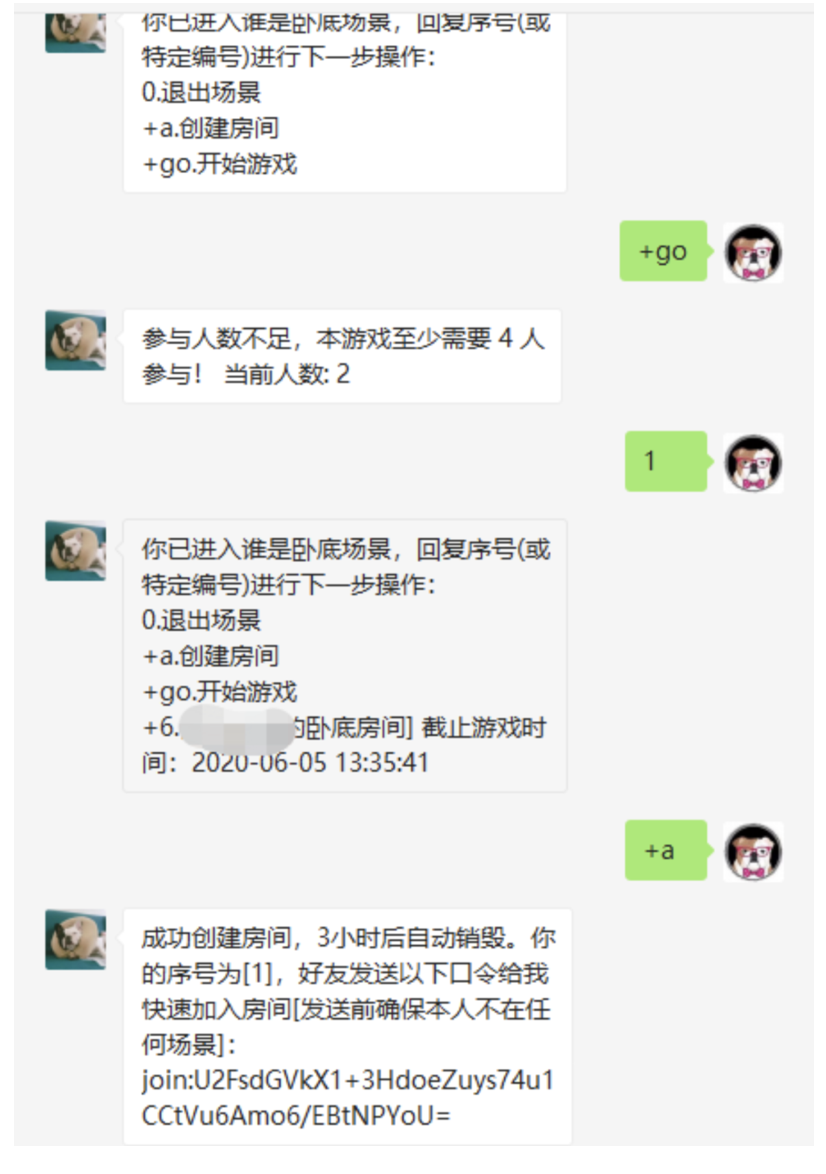 你已进入谁是卧底场景，回复序号(或
特定编号)进行下一步操作：
0.退出场景
+a.创建房间
+go.开始游戏
+go
参与人数不足，本游戏至少需要 4 人
参与！ 当前人数: 2
1
你已进入谁是卧底场景，回复序号(或
特定编号)进行下一步操作：
0.退出场景
+a.创建房间
+go.开始游戏
+6. 的卧底房间] 截止游戏时
间：2020-06-05 13:35:41
+a
成功创建房间，3小时后自动销毁。你
的序号为[1]，好友发送以下口令给我
快速加入房间[发送前确保本人不在任
何场景]：
join:U2FsdGVkX1+3HdoeZuys74u1
CCtVu6Amo6/EBtNPYoU=